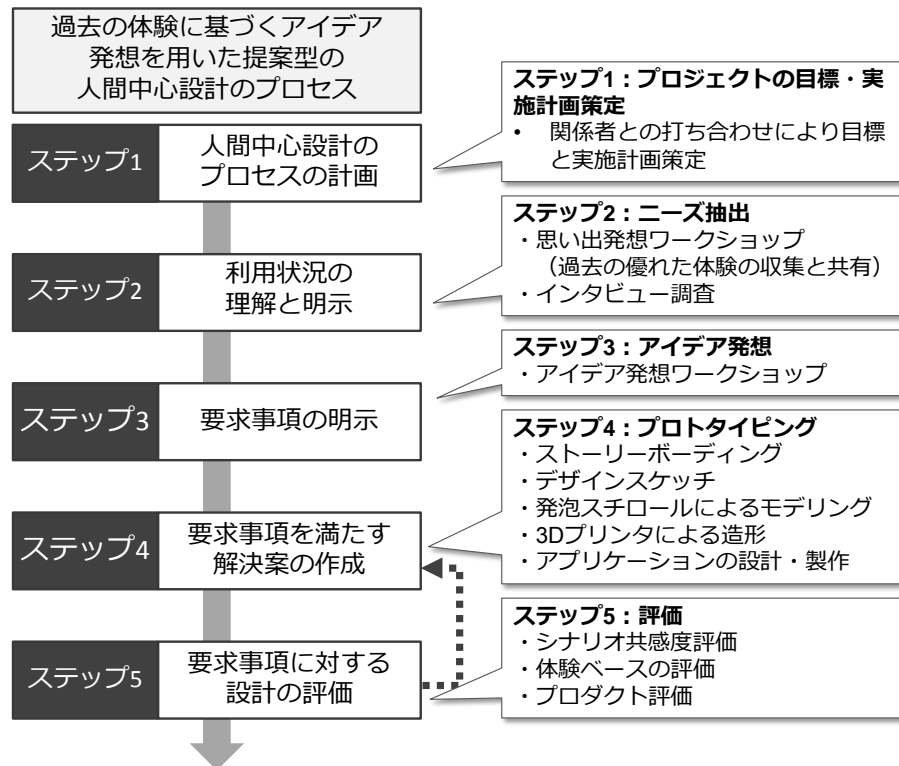 過去の体験に基づくアイデア
発想を用いた提案型の
人間中心設計のプロセス
ステップ1
人間中心設計の
プロセスの計画
ステップ1：プロジェクトの目標・実
施計画策定
• 関係者との打ち合わせにより目標
と実施計画策定
ステップ2
利用状況の
理解と明示
ステップ2：ニーズ抽出
・思い出発想ワークショップ
（過去の優れた体験の収集と共有）
・インタビュー調査
ステップ3
要求事項の明示
ステップ3：アイデア発想
・アイデア発想ワークショップ
ステップ4
要求事項を満たす
解決案の作成
ステップ4：プロトタイピング
・ストーリーボーディング
・デザインスケッチ
・発泡スチロールによるモデリング
・3Dプリンタによる造形
・アプリケーションの設計・製作
ステップ5
要求事項に対する
設計の評価
ステップ5：評価
・シナリオ共感度評価
・体験ベースの評価
・プロダクト評価